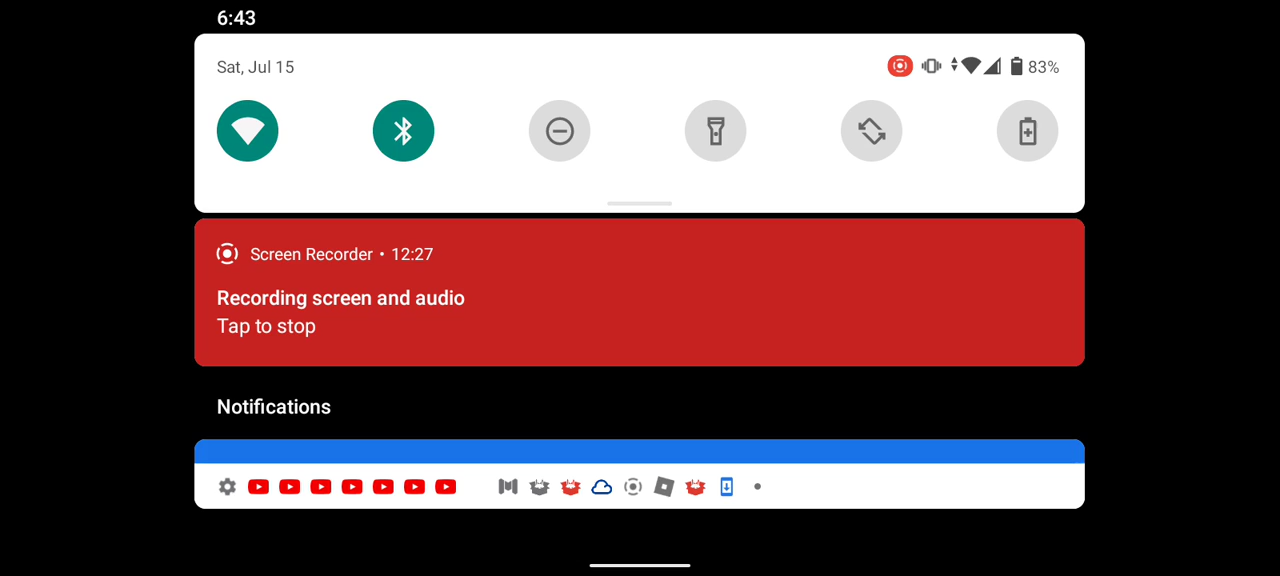 6:43
Sat, Jul 15
83%
Screen Recorder • 12:27
Recording screen and audio
Tap to stop
Notifications